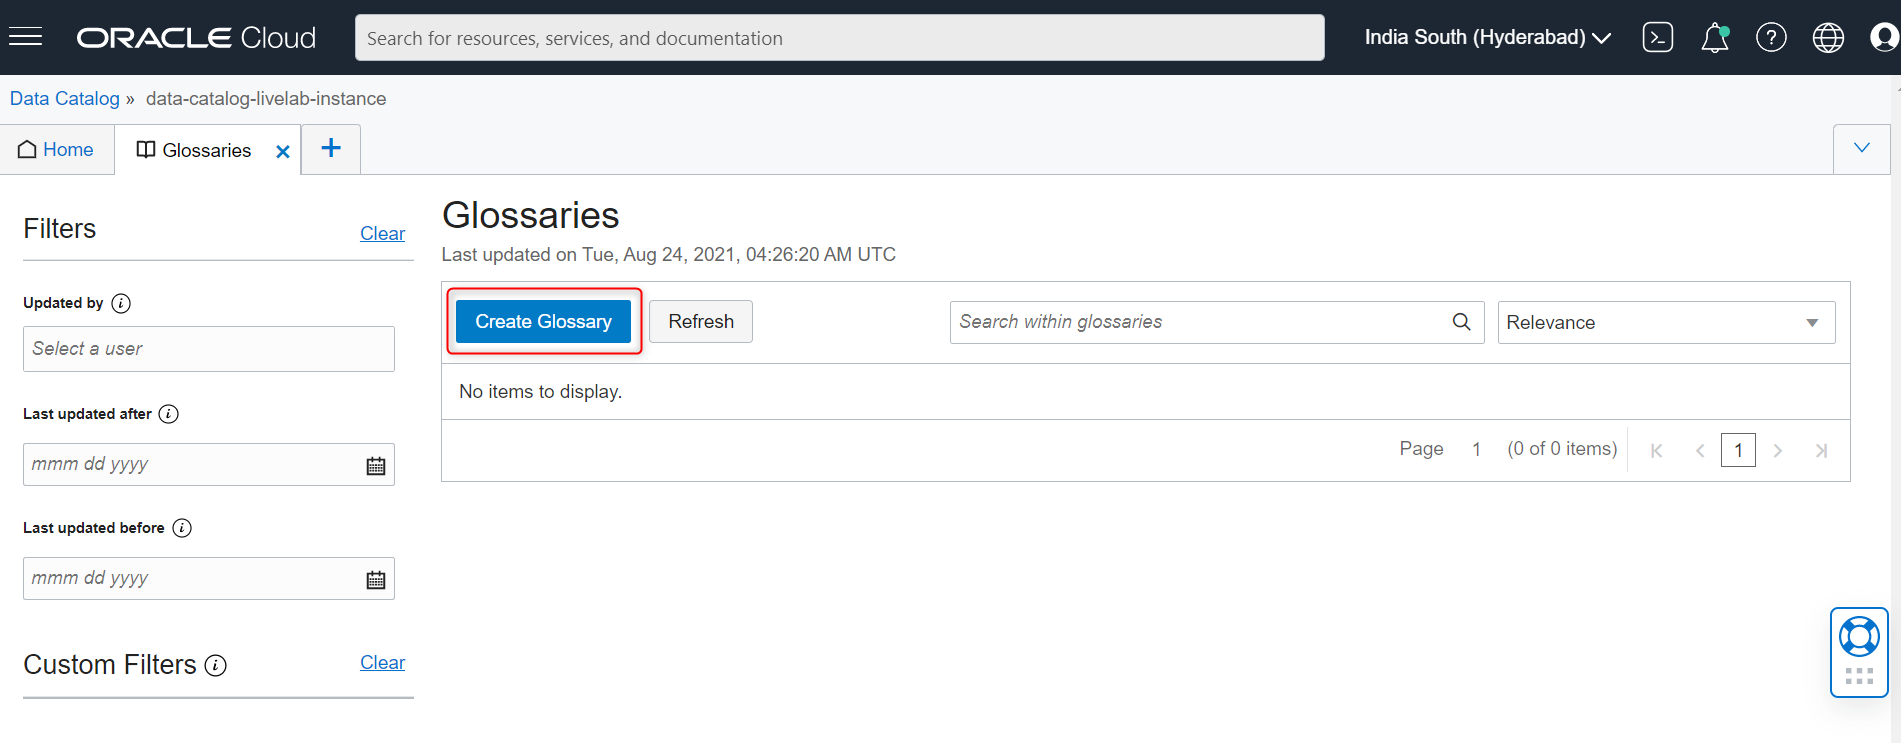 ORACLE Cloud
Search for resources, services, and documentation
India South (Hyderabad)
Data Catalog » data-catalog-livelab-instance
Home
Glossaries
Filters
Clear
Updated by
Select a user
Last updated after
mmm dd yyyy
Last updated before
mmm dd yyyy
Custom Filters
Clear
Glossaries
Last updated on Tue, Aug 24, 2021, 04:26:20 AM UTC
Create Glossary
Refresh
Search within glossaries
Relevance
No items to display.
Page 1 (0 of 0 items) 1